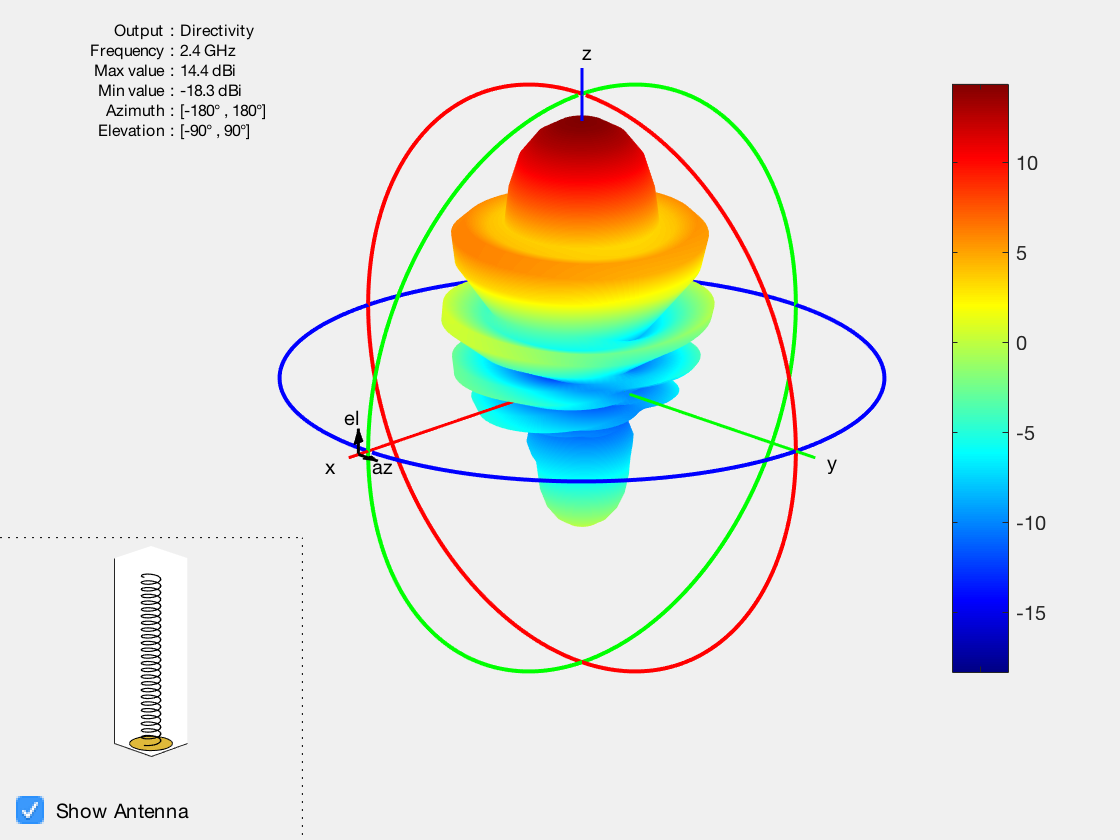 Output : Directivity
Frequency : 2.4 GHz
Max value : 14.4 dBi
Min value : -18.3 dBi
Azimuth : [-180° , 180°]
Elevation : [-90° , 90°]
z
10
5
0
-5
-10
-15
el
x
az
y
Show Antenna